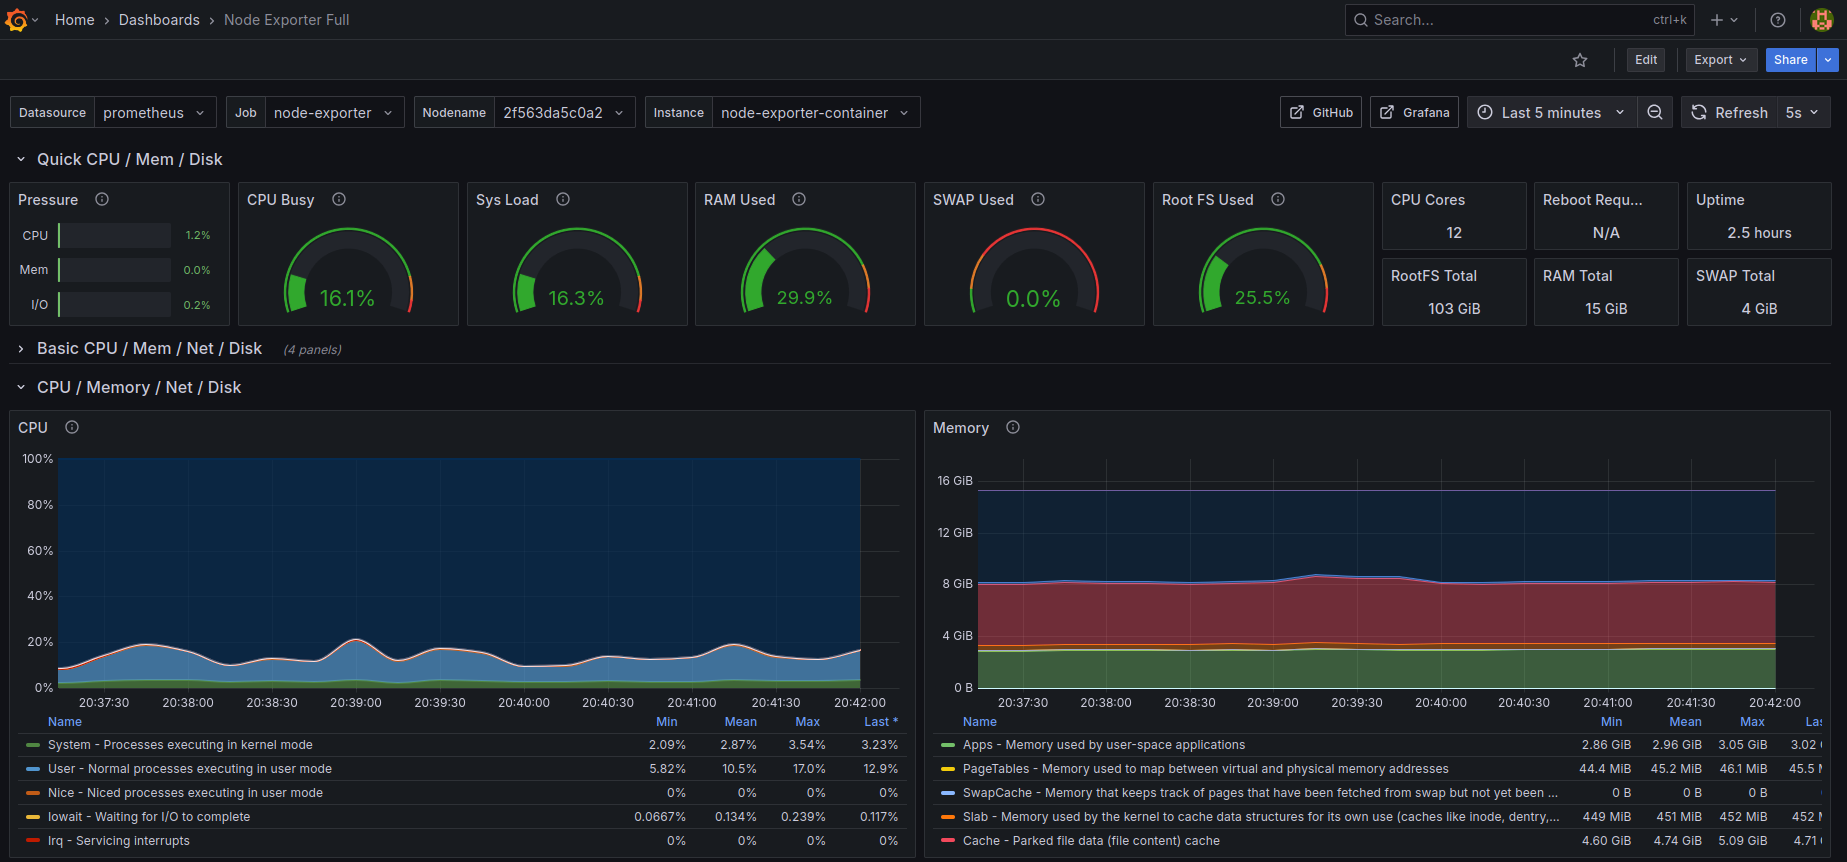 Home › Dashboards › Node Exporter Full
Search... ctrl+k
Edit Export Share
Datasource prometheus Job node-exporter Nodename 2f563da5c0a2 Instance node-exporter-container GitHub Grafana Last 5 minutes Refresh 5s
Quick CPU / Mem / Disk
Pressure
CPU 1.2%
Mem 0.0%
I/O 0.2%
CPU Busy
16.1%
Sys Load
16.3%
RAM Used
29.9%
SWAP Used
0.0%
Root FS Used
25.5%
CPU Cores
12
Reboot Requ...
N/A
Uptime
2.5 hours
RootFS Total
103 GiB
RAM Total
15 GiB
SWAP Total
4 GiB
Basic CPU / Mem / Net / Disk (4 panels)
CPU / Memory / Net / Disk
CPU
100%
80%
60%
40%
20%
0%
20:37:30 20:38:00 20:38:30 20:39:00 20:39:30 20:40:00 20:40:30 20:41:00 20:41:30 20:42:00
Name Min Mean Max Last *
System - Processes executing in kernel mode 2.09% 2.87% 3.54% 3.23%
User - Normal processes executing in user mode 5.82% 10.5% 17.0% 12.9%
Nice - Niced processes executing in user mode 0% 0% 0% 0%
Iowait - Waiting for I/O to complete 0.0667% 0.134% 0.239% 0.117%
Irq - Servicing interrupts 0% 0% 0% 0%
Memory
16 GiB
12 GiB
8 GiB
4 GiB
0 B
20:37:30 20:38:00 20:38:30 20:39:00 20:39:30 20:40:00 20:40:30 20:41:00 20:41:30 20:42:00
Name Min Mean Max
Apps - Memory used by user-space applications 2.86 GiB 2.96 GiB 3.05 GiB 3.02
PageTables - Memory used to map between virtual and physical memory addresses 44.4 MiB 45.2 MiB 46.1 MiB 45.5
SwapCache - Memory that keeps track of pages that have been fetched from swap but not yet been ... 0 B 0 B 0 B
Slab - Memory used by the kernel to cache data structures for its own use (caches like inode, dentry,... 449 MiB 451 MiB 452 MiB 452
Cache - Parked file data (file content) cache 4.60 GiB 4.74 GiB 5.09 GiB 4.71